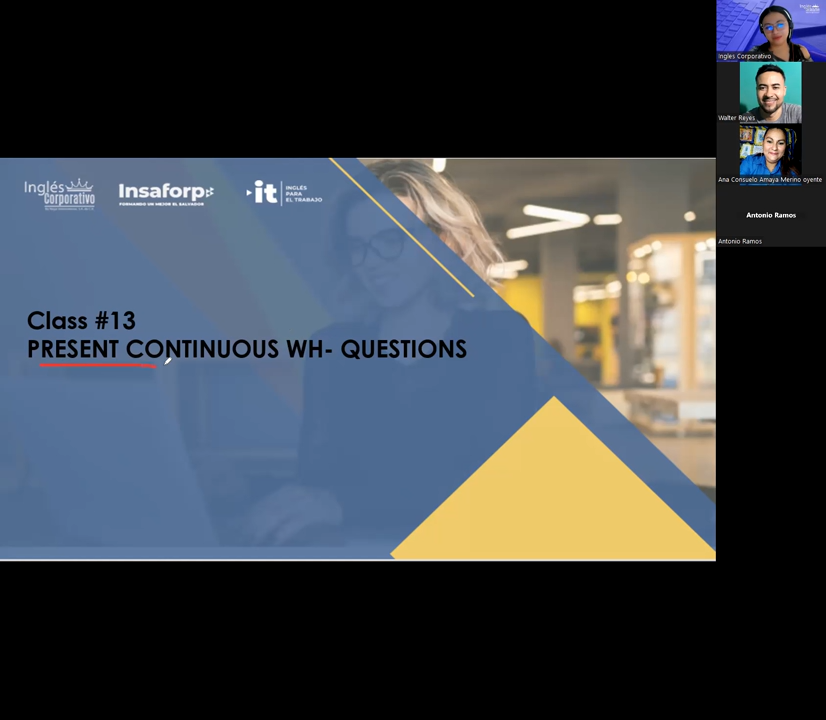 Inglés
Corporativo
Insaforp
FORMANDO UN MEJOR EL SALVADOR
it
INGLÉS
PARA
EL TRABAJO
Class #13
PRESENT CONTINUOUS WH- QUESTIONS
Ingles Corporativo
Walter Reyes
Ana Consuelo Amaya Merino oyente
Antonio Ramos
Antonio Ramos